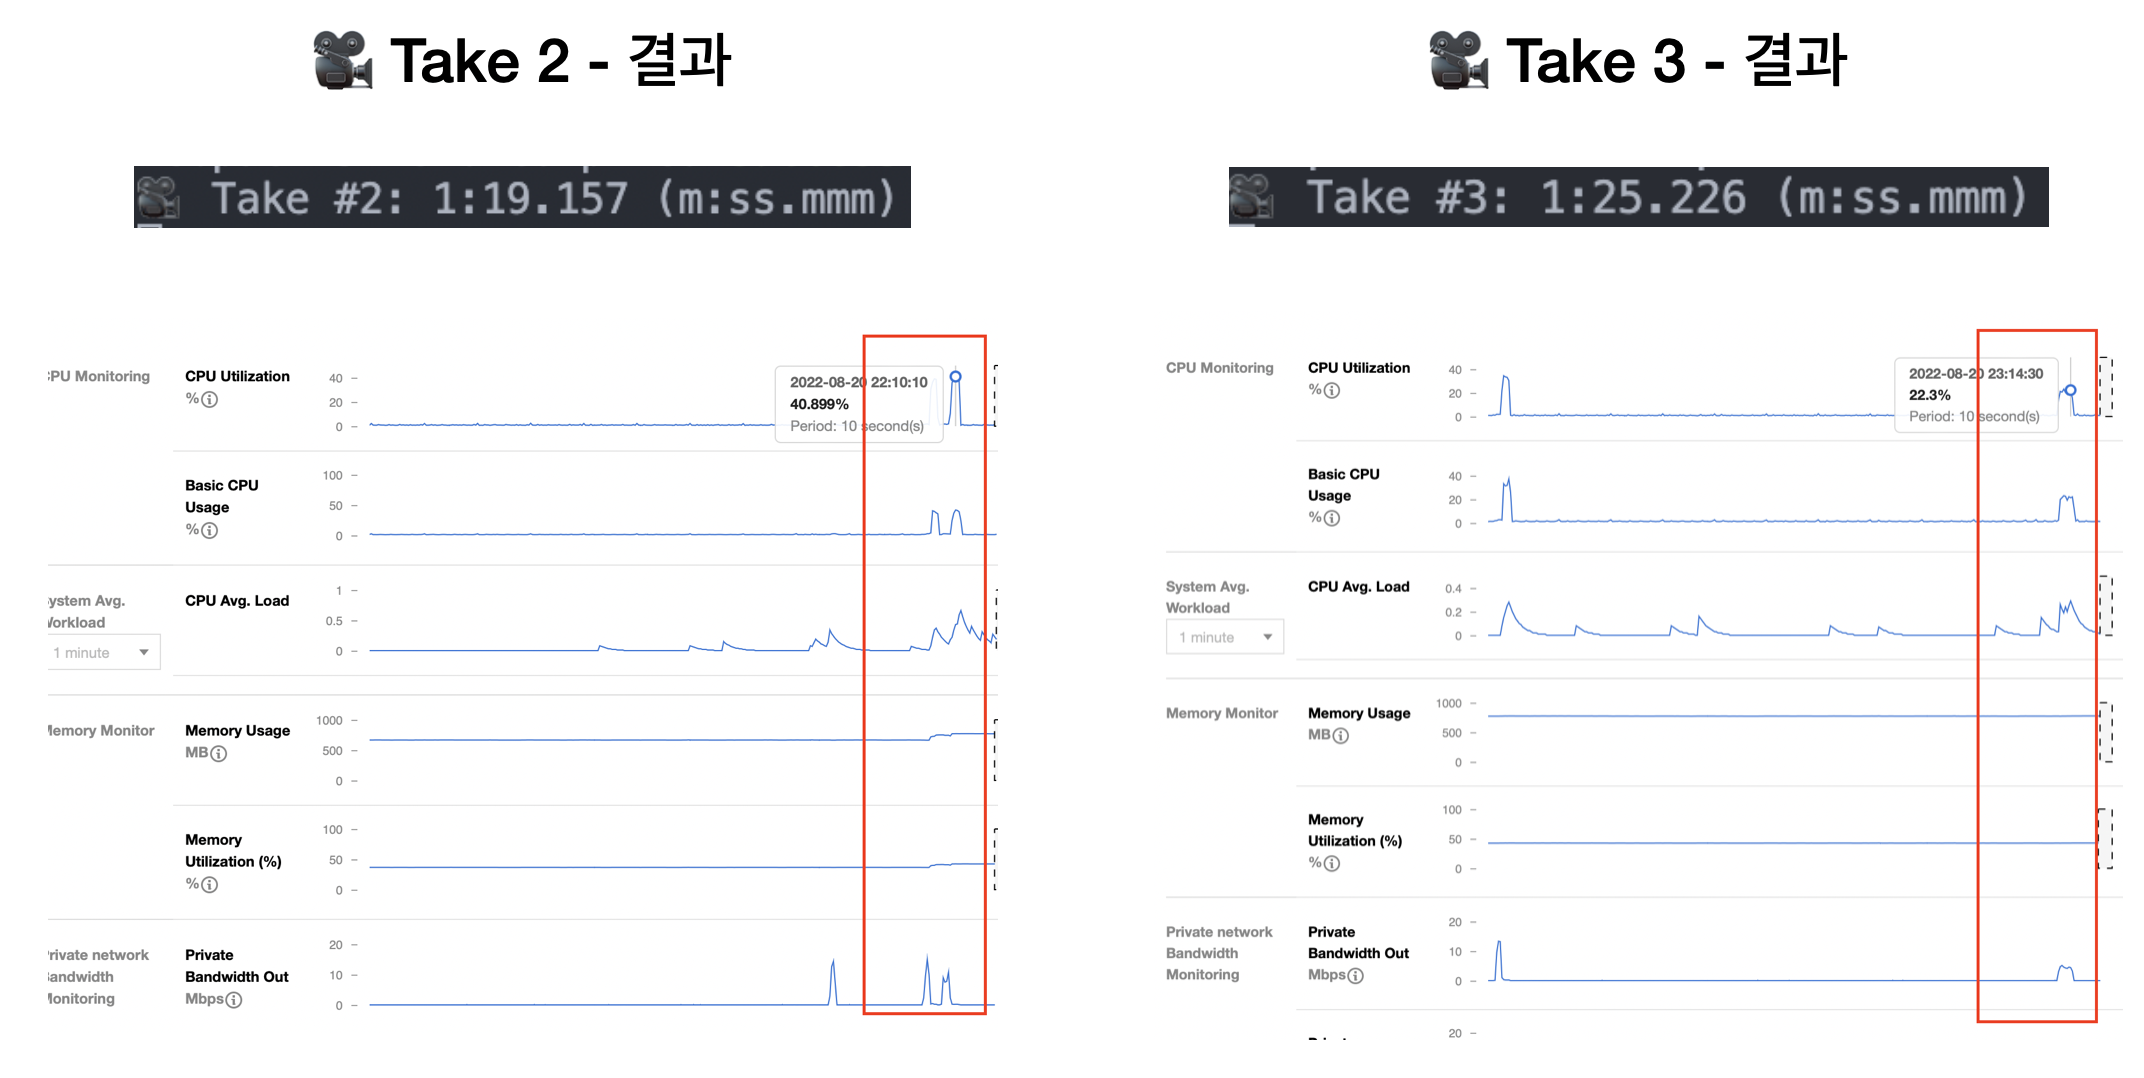 🎥 Take 2 - 결과
Take #2: 1:19.157 (m:ss.mmm)
PU Monitoring
CPU Utilization
%
40
20
0
2022-08-20 22:10:10
40.899%
Period: 10 second(s)
Basic CPU
Usage
%
100
50
0
ystem Avg.
Workload
1 minute
CPU Avg. Load
1
0.5
0
Memory Monitor
Memory Usage
MB
1000
500
0
Memory
Utilization (%)
%
100
50
0
rivate network
andwidth
Monitoring
Private
Bandwidth Out
Mbps
20
10
0
🎥 Take 3 - 결과
Take #3: 1:25.226 (m:ss.mmm)
CPU Monitoring
CPU Utilization
%
40
20
0
2022-08-20 23:14:30
22.3%
Period: 10 second(s)
Basic CPU
Usage
%
40
20
0
System Avg.
Workload
1 minute
CPU Avg. Load
0.4
0.2
0
Memory Monitor
Memory Usage
MB
1000
500
0
Memory
Utilization (%)
%
100
50
0
Private network
Bandwidth
Monitoring
Private
Bandwidth Out
Mbps
20
10
0
20